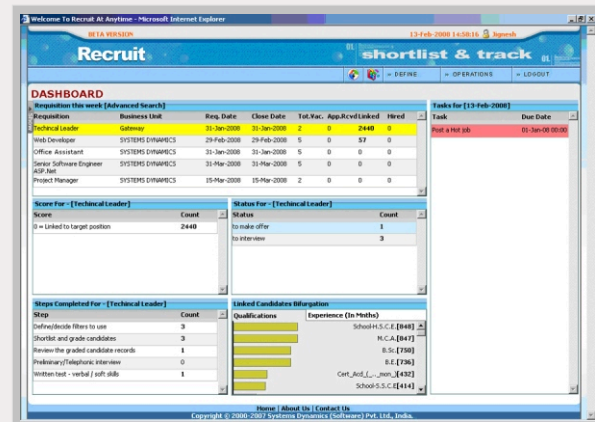 Welcome To Recruit At Anytime - Microsoft Internet Explorer
BETA VERSION
13-Feb-2008 14:58:16 Jignesh
Recruit
01 shortlist & track 01
» DEFINE » OPERATIONS » LOGOUT
DASHBOARD
Requisition this week [Advanced Search]
Requisition Business Unit Req. Date Close Date Tot.Vac. App.Rcvd Linked Hired
Techincal Leader Gateway 31-Jan-2008 31-Jan-2008 2 0 2440 0
Web Developer SYSTEMS DYNAMICS 29-Feb-2008 29-Feb-2008 5 0 57 0
Office Assistant SYSTEMS DYNAMICS 31-Jan-2008 31-Jan-2008 5 0 0 0
Senior Software Engineer ASP.Net SYSTEMS DYNAMICS 31-Mar-2008 31-Mar-2008 5 0 0 0
Project Manager SYSTEMS DYNAMICS 15-Mar-2008 15-Mar-2008 2 0 0 0
Tasks for [13-Feb-2008]
Task Due Date
Post a Hot job 01-Jan-08 00:00
Score For - [Techincal Leader]
Score Count
0 = Linked to target position 2440
Status For - [Techincal Leader]
Status Count
to make offer 1
to interview 3
Steps Completed For - [Techincal Leader]
Step Count
Define/decide filters to use 3
Shortlist and grade candidates 3
Review the graded candidate records 1
Preliminary/Telephonic interview 0
Written test - verbal / soft skills 1
Linked Candidates Bifurgation
Qualifications Experience (In Mnths)
School-H.S.C.E.[848]
M.C.A.[847]
B.Sc.[750]
B.E.[736]
Cert_Acd_(_.._mon_)[432]
School-S.S.C.E[414]
Home | About Us | Contact Us
Copyright © 2000-2007 Systems Dynamics (Software) Pvt. Ltd., India.